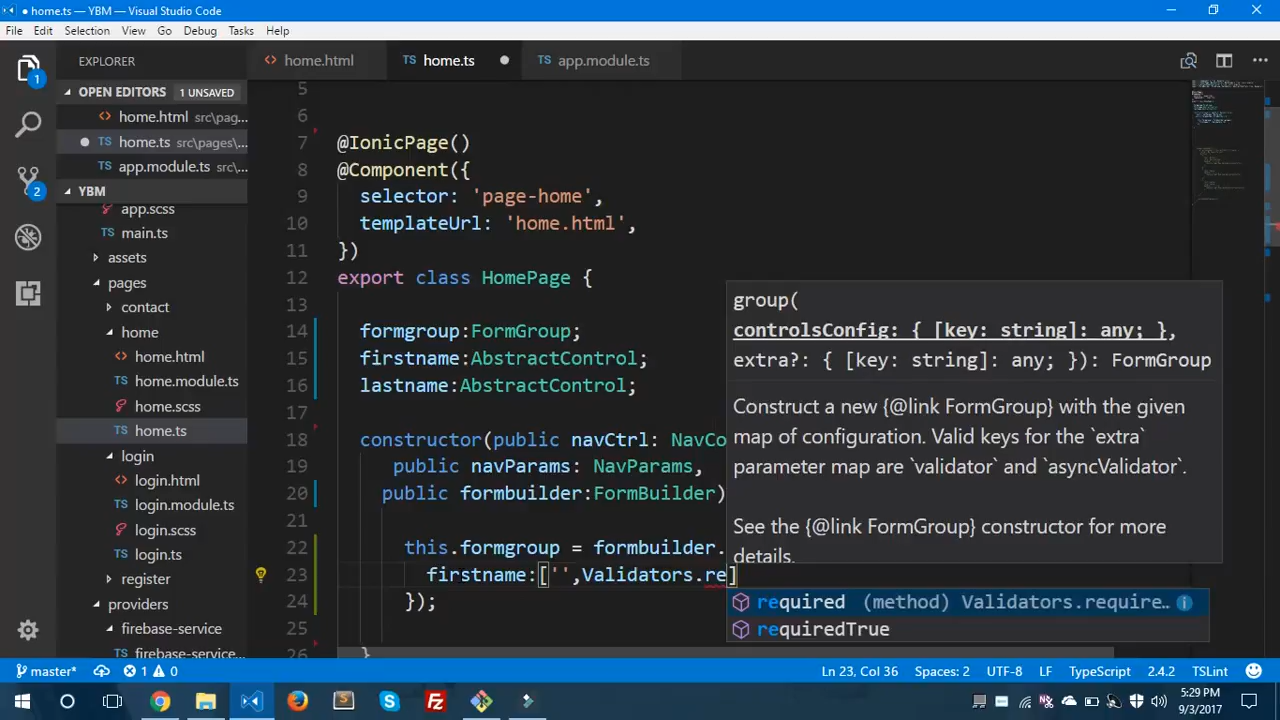 home.ts - YBM - Visual Studio Code
File Edit Selection View Go Debug Tasks Help
EXPLORER
home.html
home.ts
app.module.ts
OPEN EDITORS 1 UNSAVED
home.html src\pag...
home.ts src\pages\...
app.module.ts src\...
YBM
app.scss
main.ts
assets
pages
contact
home
home.html
home.module.ts
home.scss
home.ts
login
login.html
login.module.ts
login.scss
login.ts
register
providers
firebase-service
firebase-service...
5
6
7 @IonicPage()
8 @Component({
9 selector: 'page-home',
10 templateUrl: 'home.html',
11 })
12 export class HomePage {
13
14 formgroup:FormGroup;
15 firstname:AbstractControl;
16 lastname:AbstractControl;
17
18 constructor(public navCtrl: NavCo
19 public navParams: NavParams,
20 public formbuilder:FormBuilder)
21
22 this.formgroup = formbuilder.
23 firstname:['',Validators.re]
24 });
25
26 }
group(
controlsConfig: { [key: string]: any; },
extra?: { [key: string]: any; }): FormGroup
Construct a new {@link FormGroup} with the given
map of configuration. Valid keys for the `extra`
parameter map are `validator` and `asyncValidator`.
See the {@link FormGroup} constructor for more
details.
required (method) Validators.require...
requiredTrue
1
2
master* 1 1 0 Ln 23, Col 36 Spaces: 2 UTF-8 LF TypeScript 2.4.2 TSLint
5:29 PM
9/3/2017